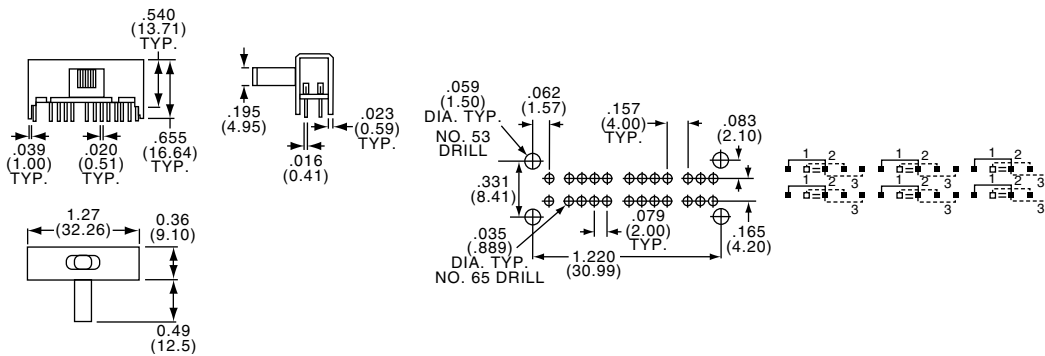 .540
(13.71)
TYP.
.039
(1.00)
TYP.
.020
(0.51)
TYP.
.655
(16.64)
TYP.
.195
(4.95)
.023
(0.59)
TYP.
.016
(0.41)
1.27
(32.26)
0.36
(9.10)
0.49
(12.5)
.059
(1.50)
DIA. TYP.
NO. 53
DRILL
.062
(1.57)
.157
(4.00)
TYP.
.083
(2.10)
.331
(8.41)
.035
(.889)
DIA. TYP.
NO. 65 DRILL
.079
(2.00)
TYP.
.165
(4.20)
1.220
(30.99)
1 2 3
1 2 3
1 2 3
1 2 3
1 2 3
1 2 3